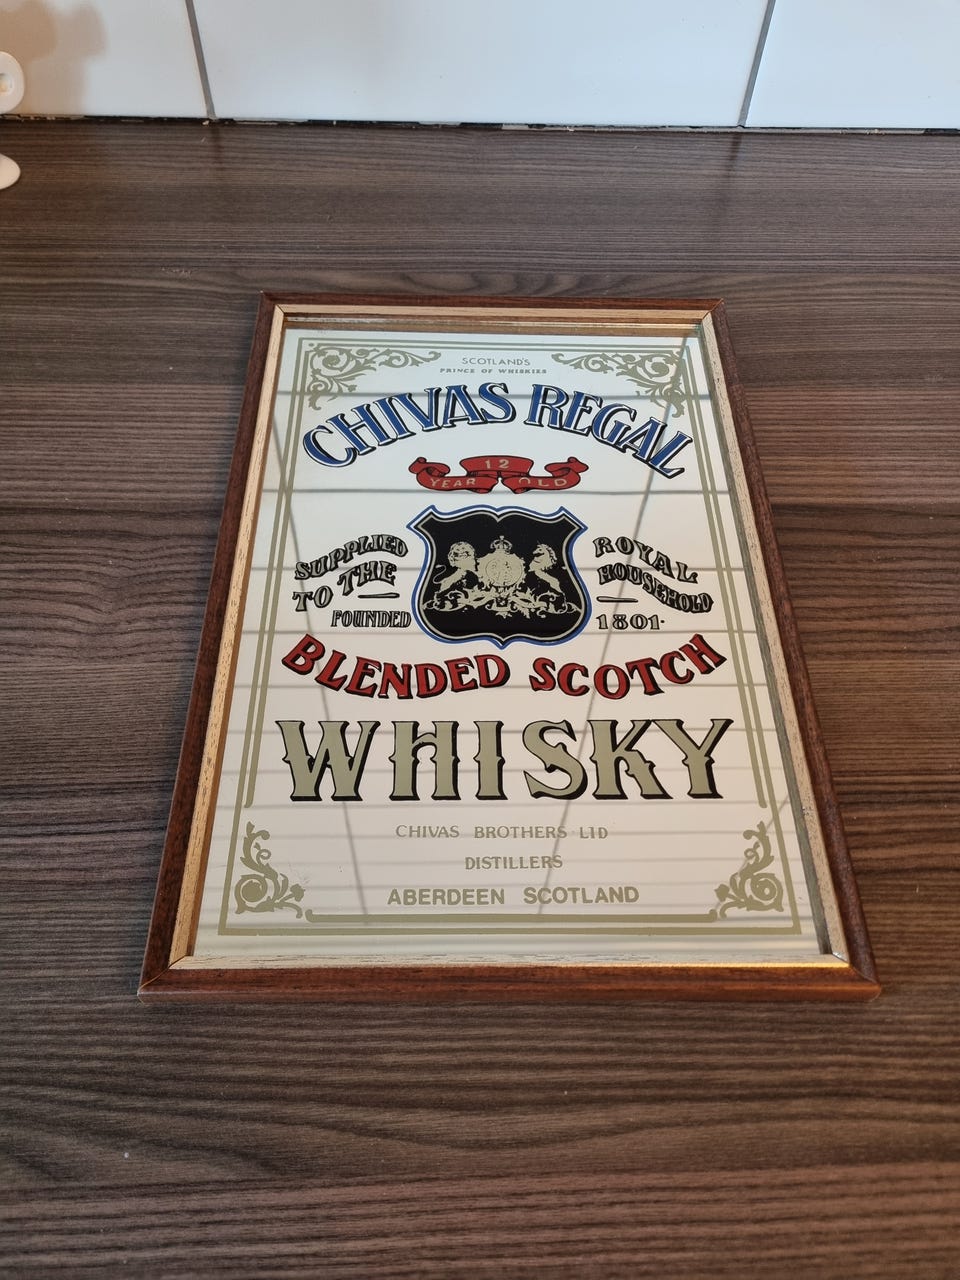 SCOTLAND'S
PRINCE OF WHISKIES
CHIVAS REGAL
12
YEAR OLD
SUPPLIED
TO THE
ROYAL
HOUSEHOLD
FOUNDED 1801.
BLENDED SCOTCH
WHISKY
CHIVAS BROTHERS LTD
DISTILLERS
ABERDEEN SCOTLAND